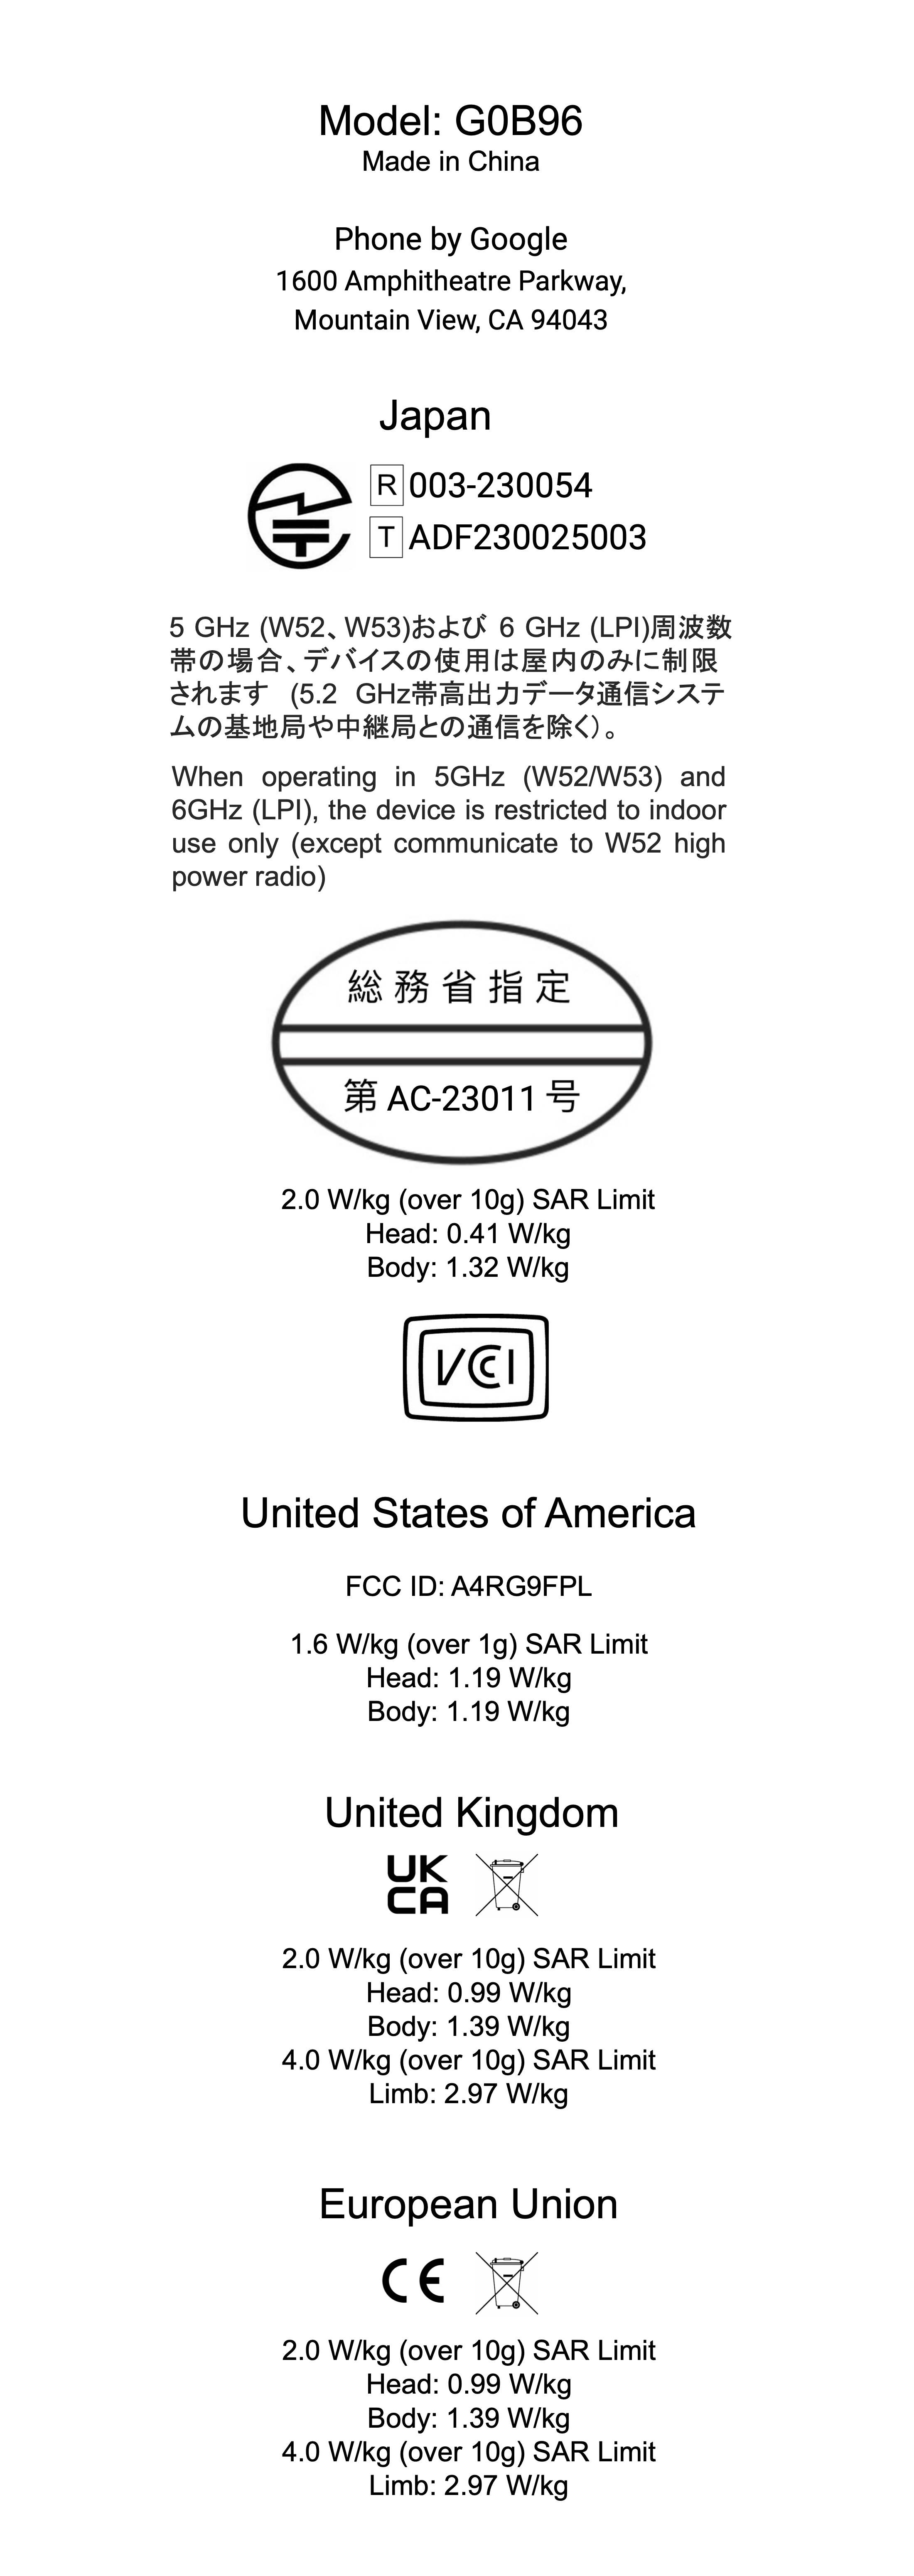 Model: G0B96
Made in China
Phone by Google
1600 Amphitheatre Parkway,
Mountain View, CA 94043
Japan
R 003-230054
T ADF230025003
5 GHz (W52、W53)および 6 GHz (LPI)周波数
帯の場合、デバイスの使用は屋内のみに制限
されます (5.2 GHz帯高出力データ通信システ
ムの基地局や中継局との通信を除く)。
When operating in 5GHz (W52/W53) and
6GHz (LPI), the device is restricted to indoor
use only (except communicate to W52 high
power radio)
総務省指定
第 AC-23011 号
2.0 W/kg (over 10g) SAR Limit
Head: 0.41 W/kg
Body: 1.32 W/kg
VCCI
United States of America
FCC ID: A4RG9FPL
1.6 W/kg (over 1g) SAR Limit
Head: 1.19 W/kg
Body: 1.19 W/kg
United Kingdom
UK
CA
2.0 W/kg (over 10g) SAR Limit
Head: 0.99 W/kg
Body: 1.39 W/kg
4.0 W/kg (over 10g) SAR Limit
Limb: 2.97 W/kg
European Union
CE
2.0 W/kg (over 10g) SAR Limit
Head: 0.99 W/kg
Body: 1.39 W/kg
4.0 W/kg (over 10g) SAR Limit
Limb: 2.97 W/kg